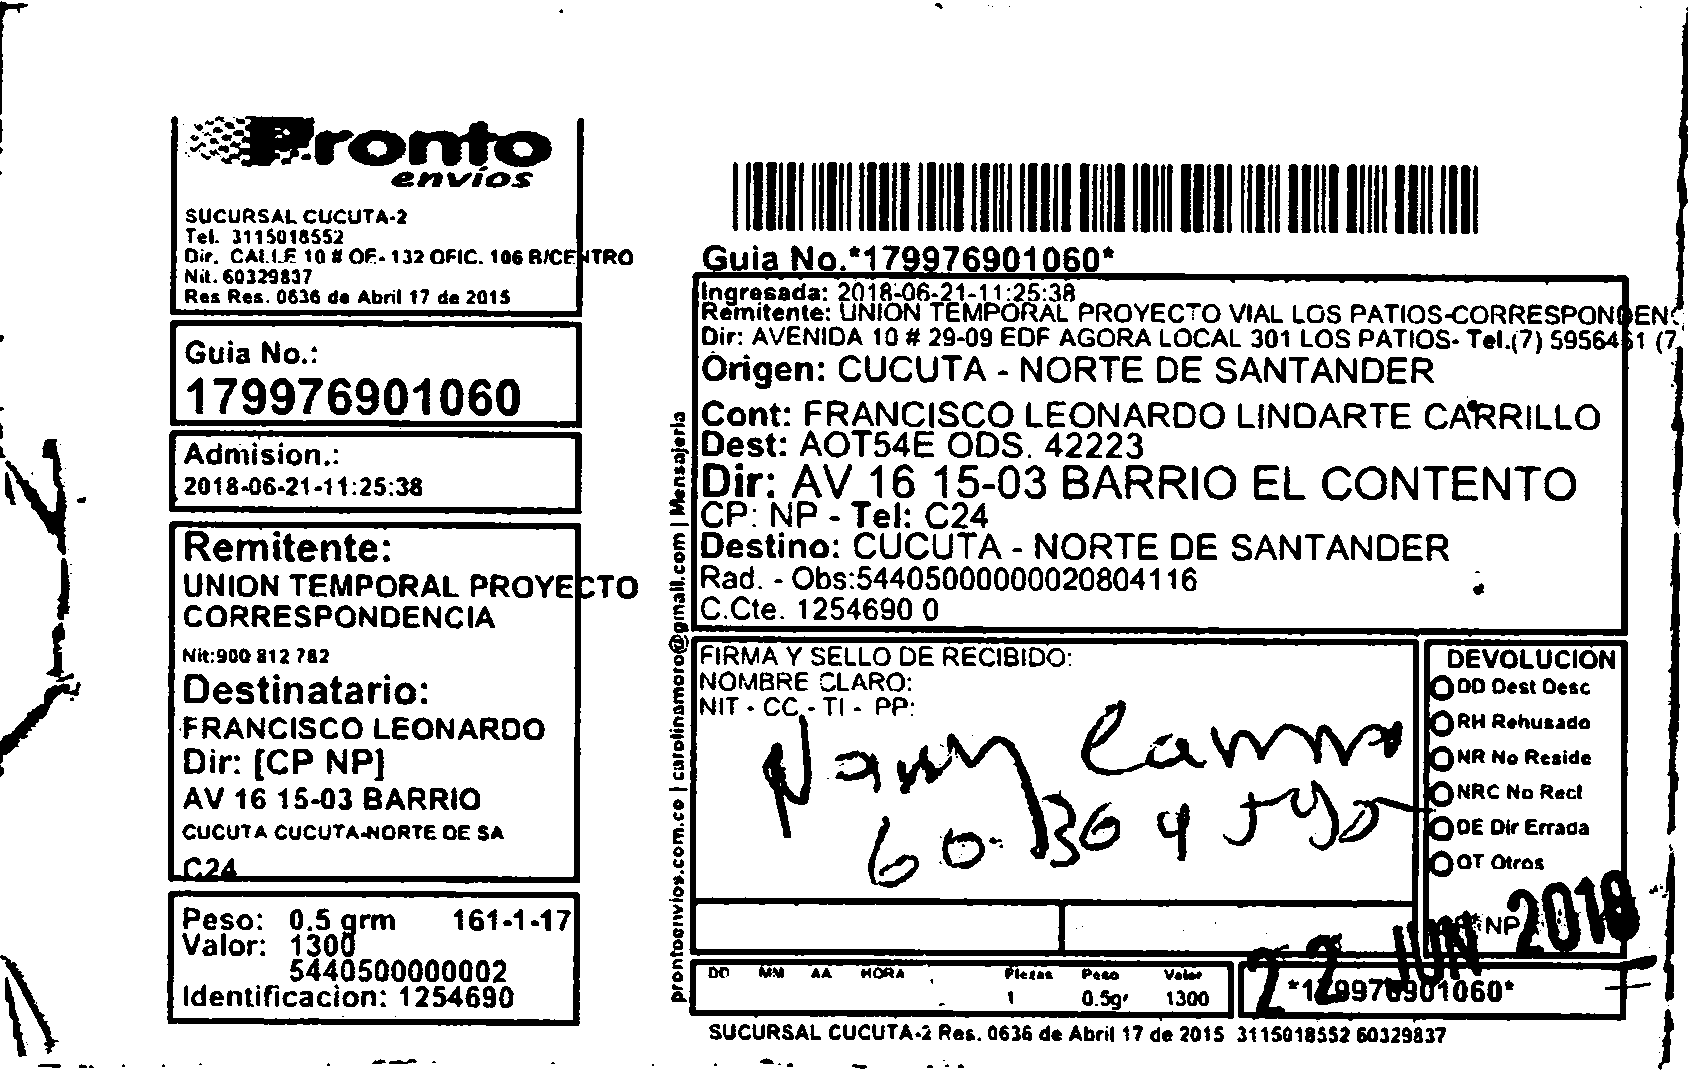 Pronto
envíos
SUCURSAL CUCUTA-2
Tel. 3115018552
Dir. CALLE 10 # OE- 132 OFIC. 106 B/CENTRO
Nit. 60329837
Res Res. 0636 de Abril 17 de 2015
Guia No.:
179976901060
Admision.:
2018-06-21-11:25:38
Remitente:
UNION TEMPORAL PROYECTO
CORRESPONDENCIA
Nit:900 812 782
Destinatario:
FRANCISCO LEONARDO
Dir: [CP NP]
AV 16 15-03 BARRIO
CUCUTA CUCUTA-NORTE DE SA
C24
Peso: 0.5 grm 161-1-17
Valor: 1300
5440500000002
Identificacion: 1254690
prontoenvios.com.co | carolinamoro@gmail.com | Mensajeria
Guia No.*179976901060*
Ingresada: 2018-06-21-11:25:38
Remitente: UNION TEMPORAL PROYECTO VIAL LOS PATIOS-CORRESPONDENC
Dir: AVENIDA 10 # 29-09 EDF AGORA LOCAL 301 LOS PATIOS- Tel.(7) 5956461 (7
Origen: CUCUTA - NORTE DE SANTANDER
Cont: FRANCISCO LEONARDO LINDARTE CARRILLO
Dest: AOT54E ODS. 42223
Dir: AV 16 15-03 BARRIO EL CONTENTO
CP: NP - Tel: C24
Destino: CUCUTA - NORTE DE SANTANDER
Rad. - Obs:54405000000020804116
C.Cte. 1254690 0
FIRMA Y SELLO DE RECIBIDO:
NOMBRE CLARO:
NIT - CC - TI - PP:
60.364
DEVOLUCION
DD Dest Desc
RH Rehusado
NR No Reside
NRC No Recl
DE Dir Errada
OT Otros
NP
22 JUN 2018
DD MM AA HORA Piezas Peso Valor
1 0.5gr 1300
*179976901060*
SUCURSAL CUCUTA-2 Res. 0636 de Abril 17 de 2015 3115018552 60329837